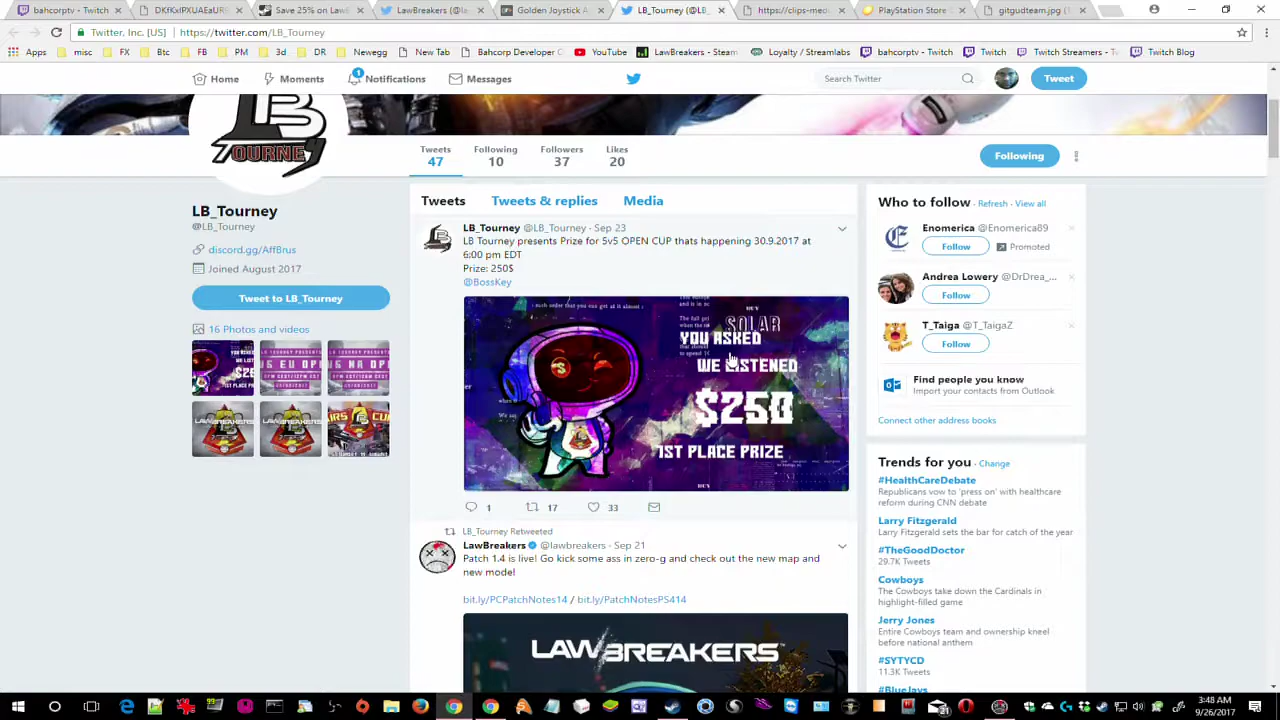 bahcorptv - Twitch
DKfKxIPXUAEaUR5
Save 25% on LawB
LawBreakers (@la
Golden Joystick A
LB_Tourney (@LB_
https://clips-medi
PlayStation Store
gitgudteam.jpg (1
Twitter, Inc. [US]
https://twitter.com/LB_Tourney
Apps
misc
FX
Btc
FB
PM
3d
DR
Newegg
New Tab
Bahcorp Developer C
YouTube
LawBreakers - Steam
Loyalty / Streamlabs
bahcorptv - Twitch
Twitch
Twitch Streamers - T
Twitch Blog
Home
Moments
1
Notifications
Messages
Search Twitter
Tweet
LB
TOURNEY
Tweets
47
Following
10
Followers
37
Likes
20
Following
LB_Tourney
@LB_Tourney
discord.gg/AffBrus
Joined August 2017
Tweet to LB_Tourney
16 Photos and videos
Tweets
Tweets & replies
Media
LB_Tourney @LB_Tourney · Sep 23
LB Tourney presents Prize for 5v5 OPEN CUP thats happening 30.9.2017 at
6:00 pm EDT
Prize: 250$
@BossKey
SOLAR
YOU ASKED
WE LISTENED
$250
1ST PLACE PRIZE
1
17
33
LB_Tourney Retweeted
LawBreakers @lawbreakers · Sep 21
Patch 1.4 is live! Go kick some ass in zero-g and check out the new map and
new mode!
bit.ly/PCPatchNotes14 / bit.ly/PatchNotesPS414
LAWBREAKERS
Who to follow · Refresh · View all
Enomerica @Enomerica89
Follow
Promoted
Andrea Lowery @DrDrea_...
Follow
T_Taiga @T_TaigaZ
Follow
Find people you know
Import your contacts from Outlook
Connect other address books
Trends for you · Change
#HealthCareDebate
Republicans vow to 'press on' with healthcare
reform during CNN debate
Larry Fitzgerald
Larry Fitzgerald sets the bar for catch of the year
#TheGoodDoctor
29.7K Tweets
Cowboys
The Cowboys take down the Cardinals in
highlight-filled game
Jerry Jones
Entire Cowboys team and ownership kneel
before national anthem
#SYTYCD
11.3K Tweets
#BlueJays
21
3:48 AM
9/26/2017